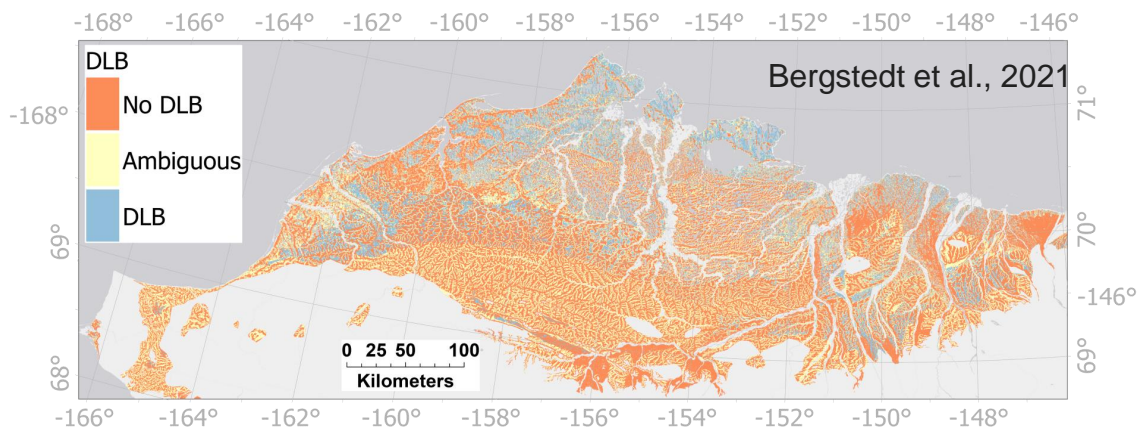 -168° -166° -164° -162° -160° -158° -156° -154° -152° -150° -148° -146°
DLB
No DLB
Ambiguous
DLB
Bergstedt et al., 2021
-168°
71°
69°
70°
-146°
0 25 50 100
Kilometers
68°
69°
-166° -164° -162° -160° -158° -156° -154° -152° -150° -148°